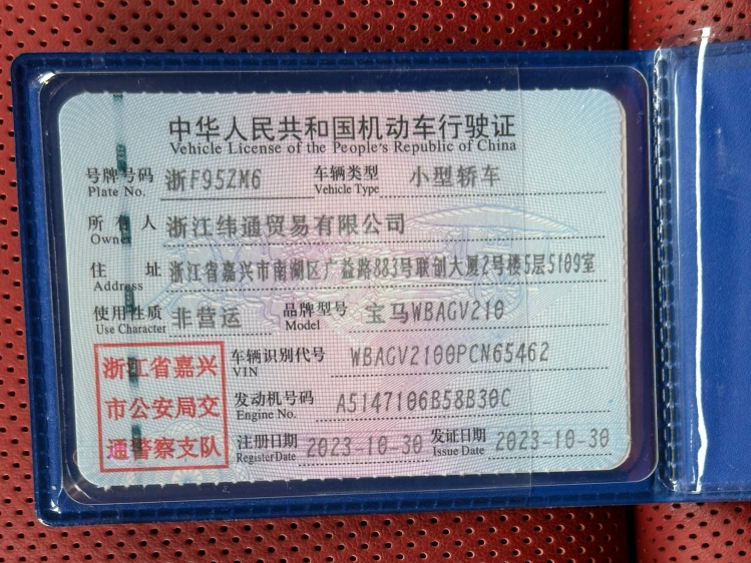 中华人民共和国机动车行驶证
Vehicle License of the People's Republic of China
号牌号码 浙F95ZM6 车辆类型 小型轿车
Plate No. Vehicle Type
所有人 浙江纬通贸易有限公司
Owner
住址 浙江省嘉兴市南湖区广益路883号联创大厦2号楼5层5109室
Address
使用性质 非营运 品牌型号 宝马WBAGV210
Use Character Model
浙江省嘉兴
市公安局交
通警察支队
车辆识别代号 WBAGV2100PCN65462
VIN
发动机号码 A5147106B58B30C
Engine No.
注册日期 2023-10-30 发证日期 2023-10-30
Register Date Issue Date